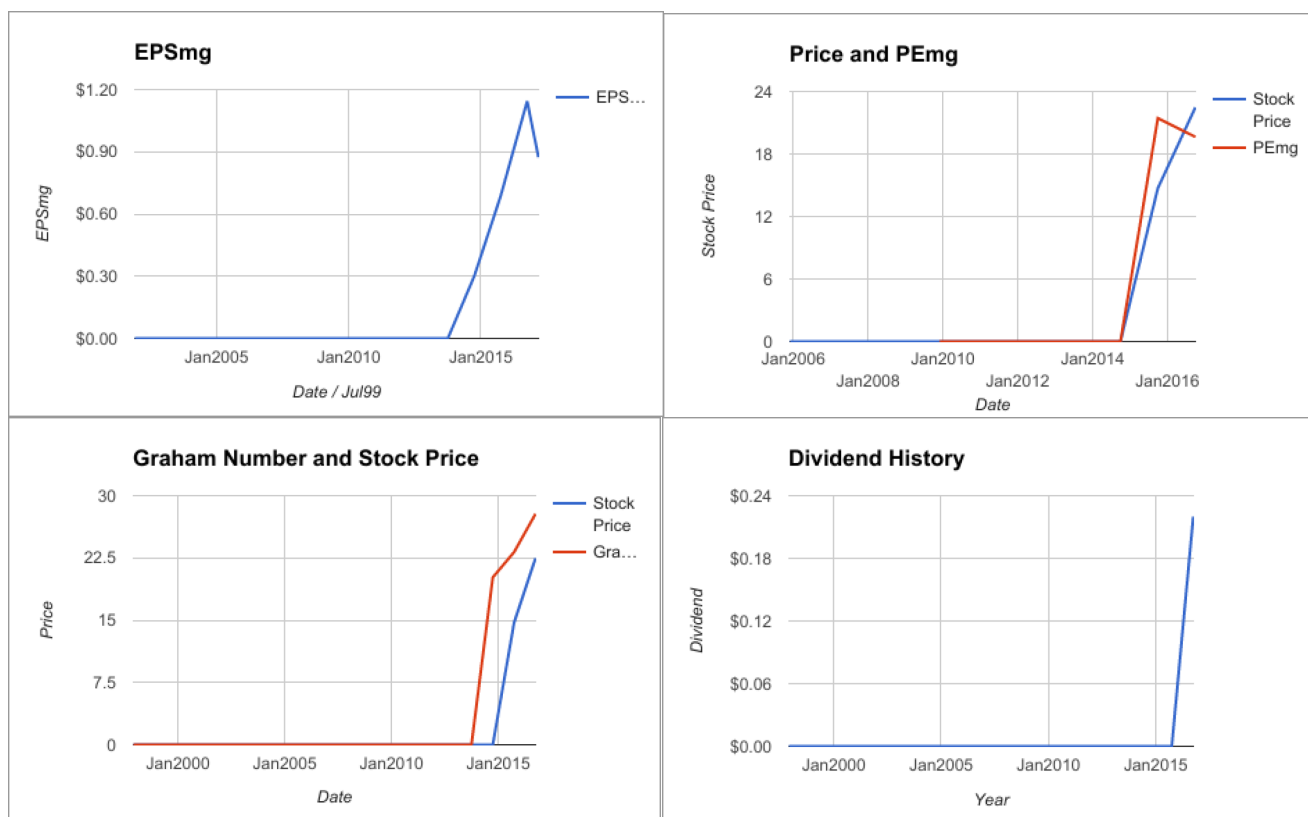 EPSmg
$1.20
$0.90
$0.60
$0.30
$0.00
EPSmg
Jan2005
Jan2010
Jan2015
Date / Jul99
EPS…
Price and PEmg
24
18
12
6
0
Stock Price
Jan2006
Jan2008
Jan2010
Jan2012
Jan2014
Jan2016
Date
Stock
Price
PEmg
Graham Number and Stock Price
30
22.5
15
7.5
0
Price
Jan2000
Jan2005
Jan2010
Jan2015
Date
Stock
Price
Gra…
Dividend History
$0.24
$0.18
$0.12
$0.06
$0.00
Dividend
Jan2000
Jan2005
Jan2010
Jan2015
Year